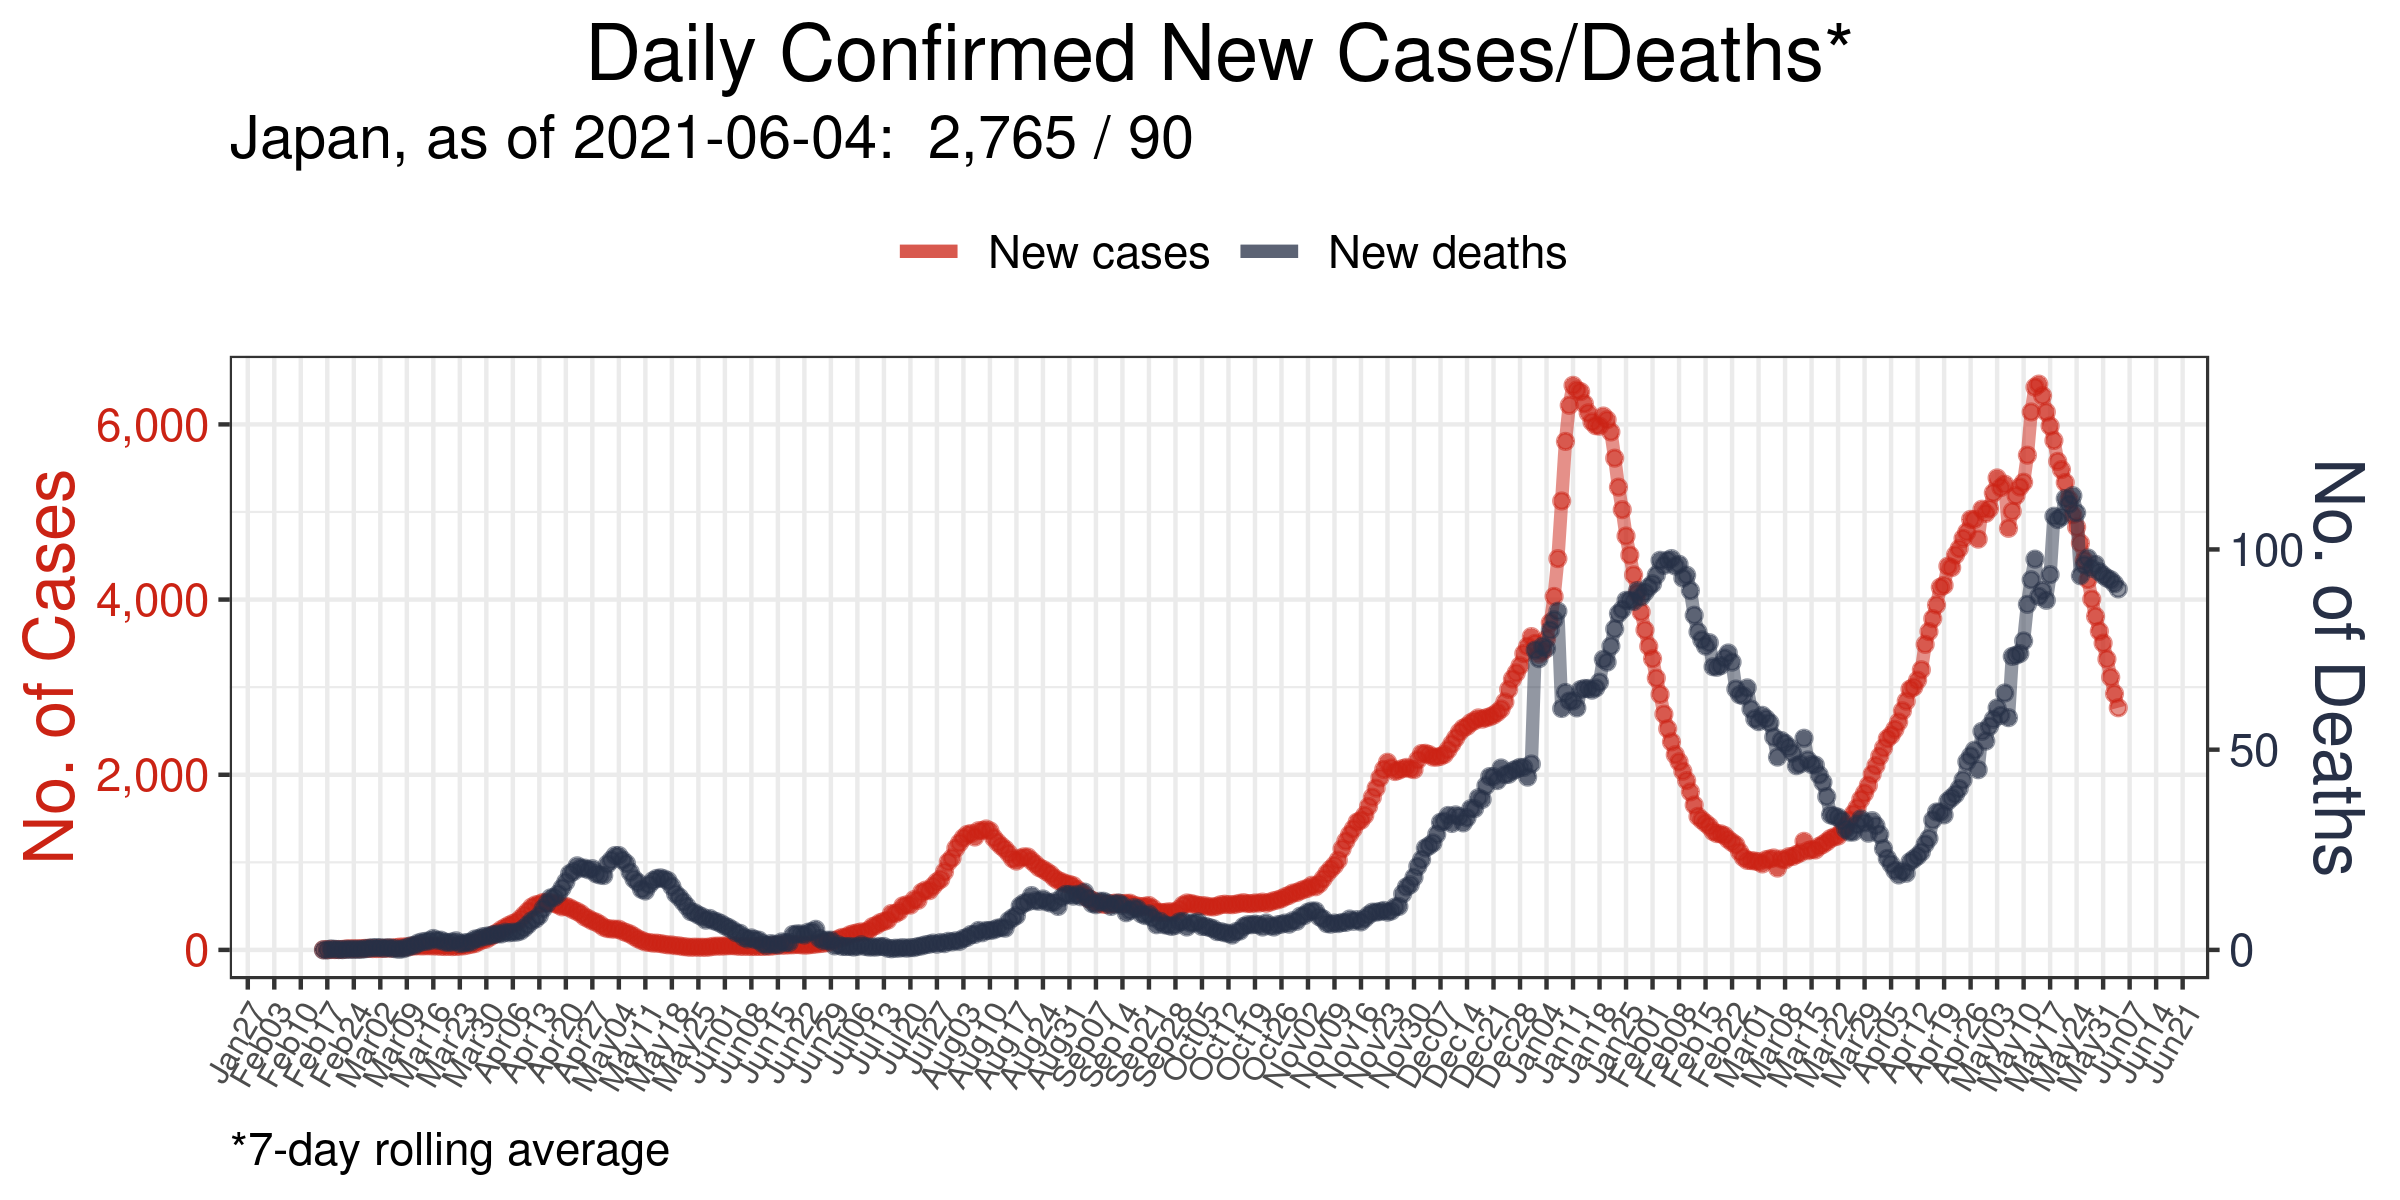 Daily Confirmed New Cases/Deaths*
Japan, as of 2021-06-04:  2,765 / 90
New cases
New deaths
No. of Cases
6,000
4,000
2,000
0
No. of Deaths
100
50
0
Jan27
Feb03
Feb10
Feb17
Feb24
Mar02
Mar09
Mar16
Mar23
Mar30
Apr06
Apr13
Apr20
Apr27
May04
May11
May18
May25
Jun01
Jun08
Jun15
Jun22
Jun29
Jul06
Jul13
Jul20
Jul27
Aug03
Aug10
Aug17
Aug24
Aug31
Sep07
Sep14
Sep21
Sep28
Oct05
Oct12
Oct19
Oct26
Nov02
Nov09
Nov16
Nov23
Nov30
Dec07
Dec14
Dec21
Dec28
Jan04
Jan11
Jan18
Jan25
Feb01
Feb08
Feb15
Feb22
Mar01
Mar08
Mar15
Mar22
Mar29
Apr05
Apr12
Apr19
Apr26
May03
May10
May17
May24
May31
Jun07
Jun14
Jun21
*7-day rolling average